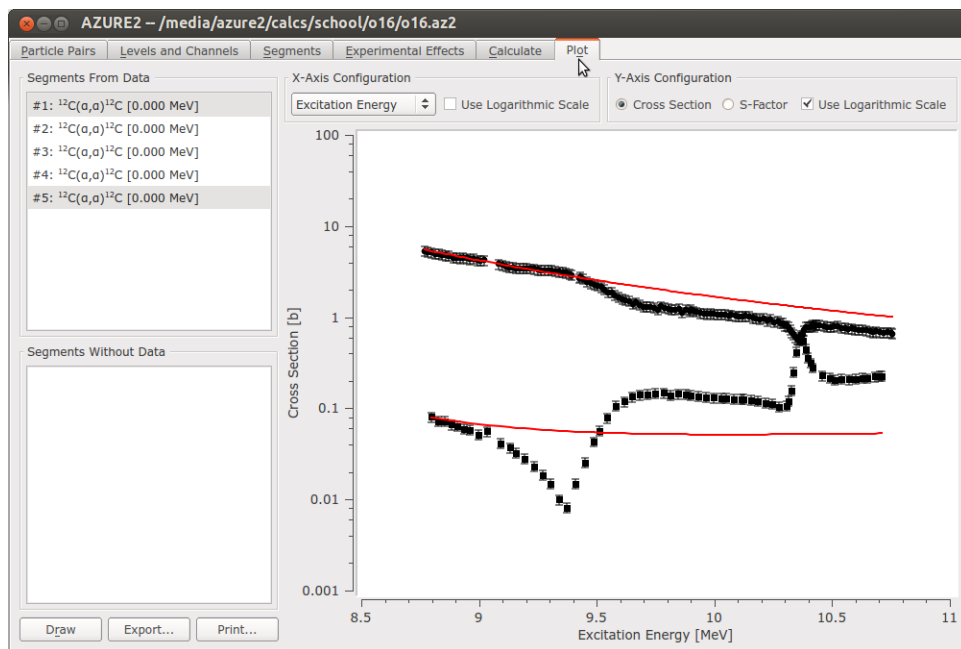 AZURE2 -- /media/azure2/calcs/school/o16/o16.az2
Particle Pairs Levels and Channels Segments Experimental Effects Calculate Plot
Segments From Data
#1: ¹²C(α,α)¹²C [0.000 MeV]
#2: ¹²C(α,α)¹²C [0.000 MeV]
#3: ¹²C(α,α)¹²C [0.000 MeV]
#4: ¹²C(α,α)¹²C [0.000 MeV]
#5: ¹²C(α,α)¹²C [0.000 MeV]
Segments Without Data
Draw Export... Print...
X-Axis Configuration
Excitation Energy Use Logarithmic Scale
Y-Axis Configuration
Cross Section S-Factor Use Logarithmic Scale
Cross Section [b]
100
10
1
0.1
0.01
0.001
8.5 9 9.5 10 10.5 11
Excitation Energy [MeV]